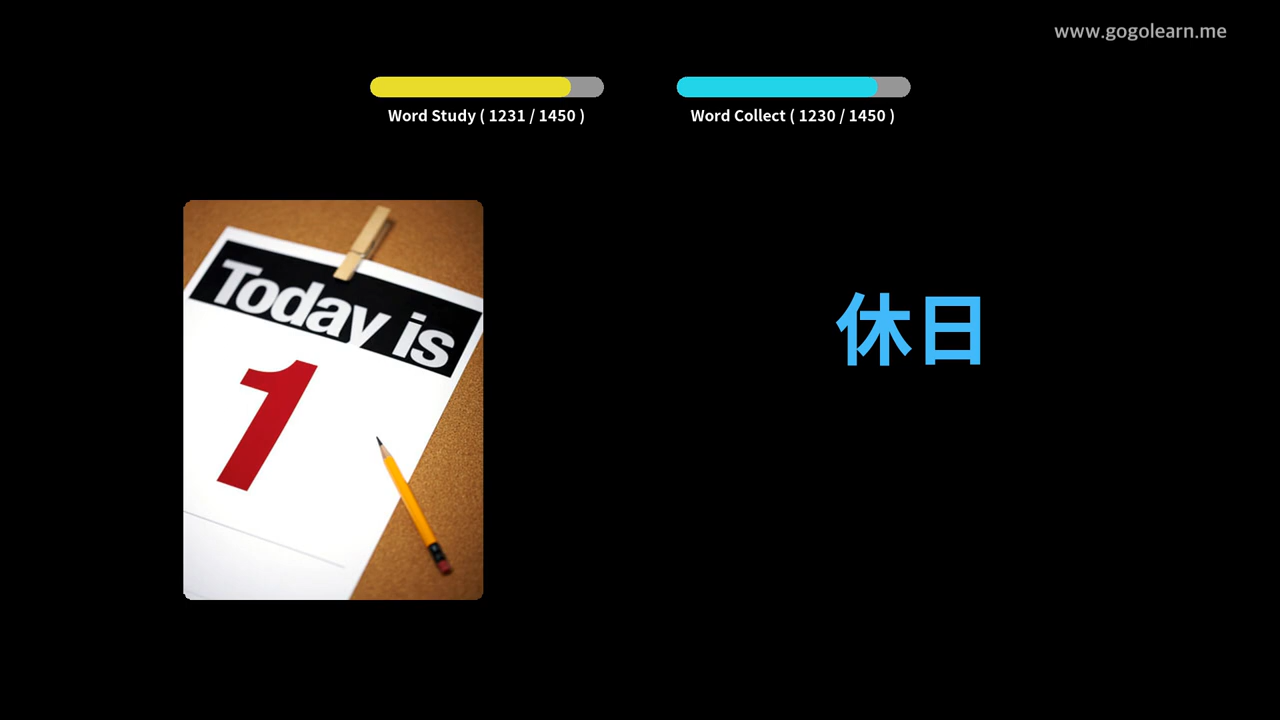 www.gogolearn.me
Word Study ( 1231 / 1450 )
Word Collect ( 1230 / 1450 )
Today is
1
休日